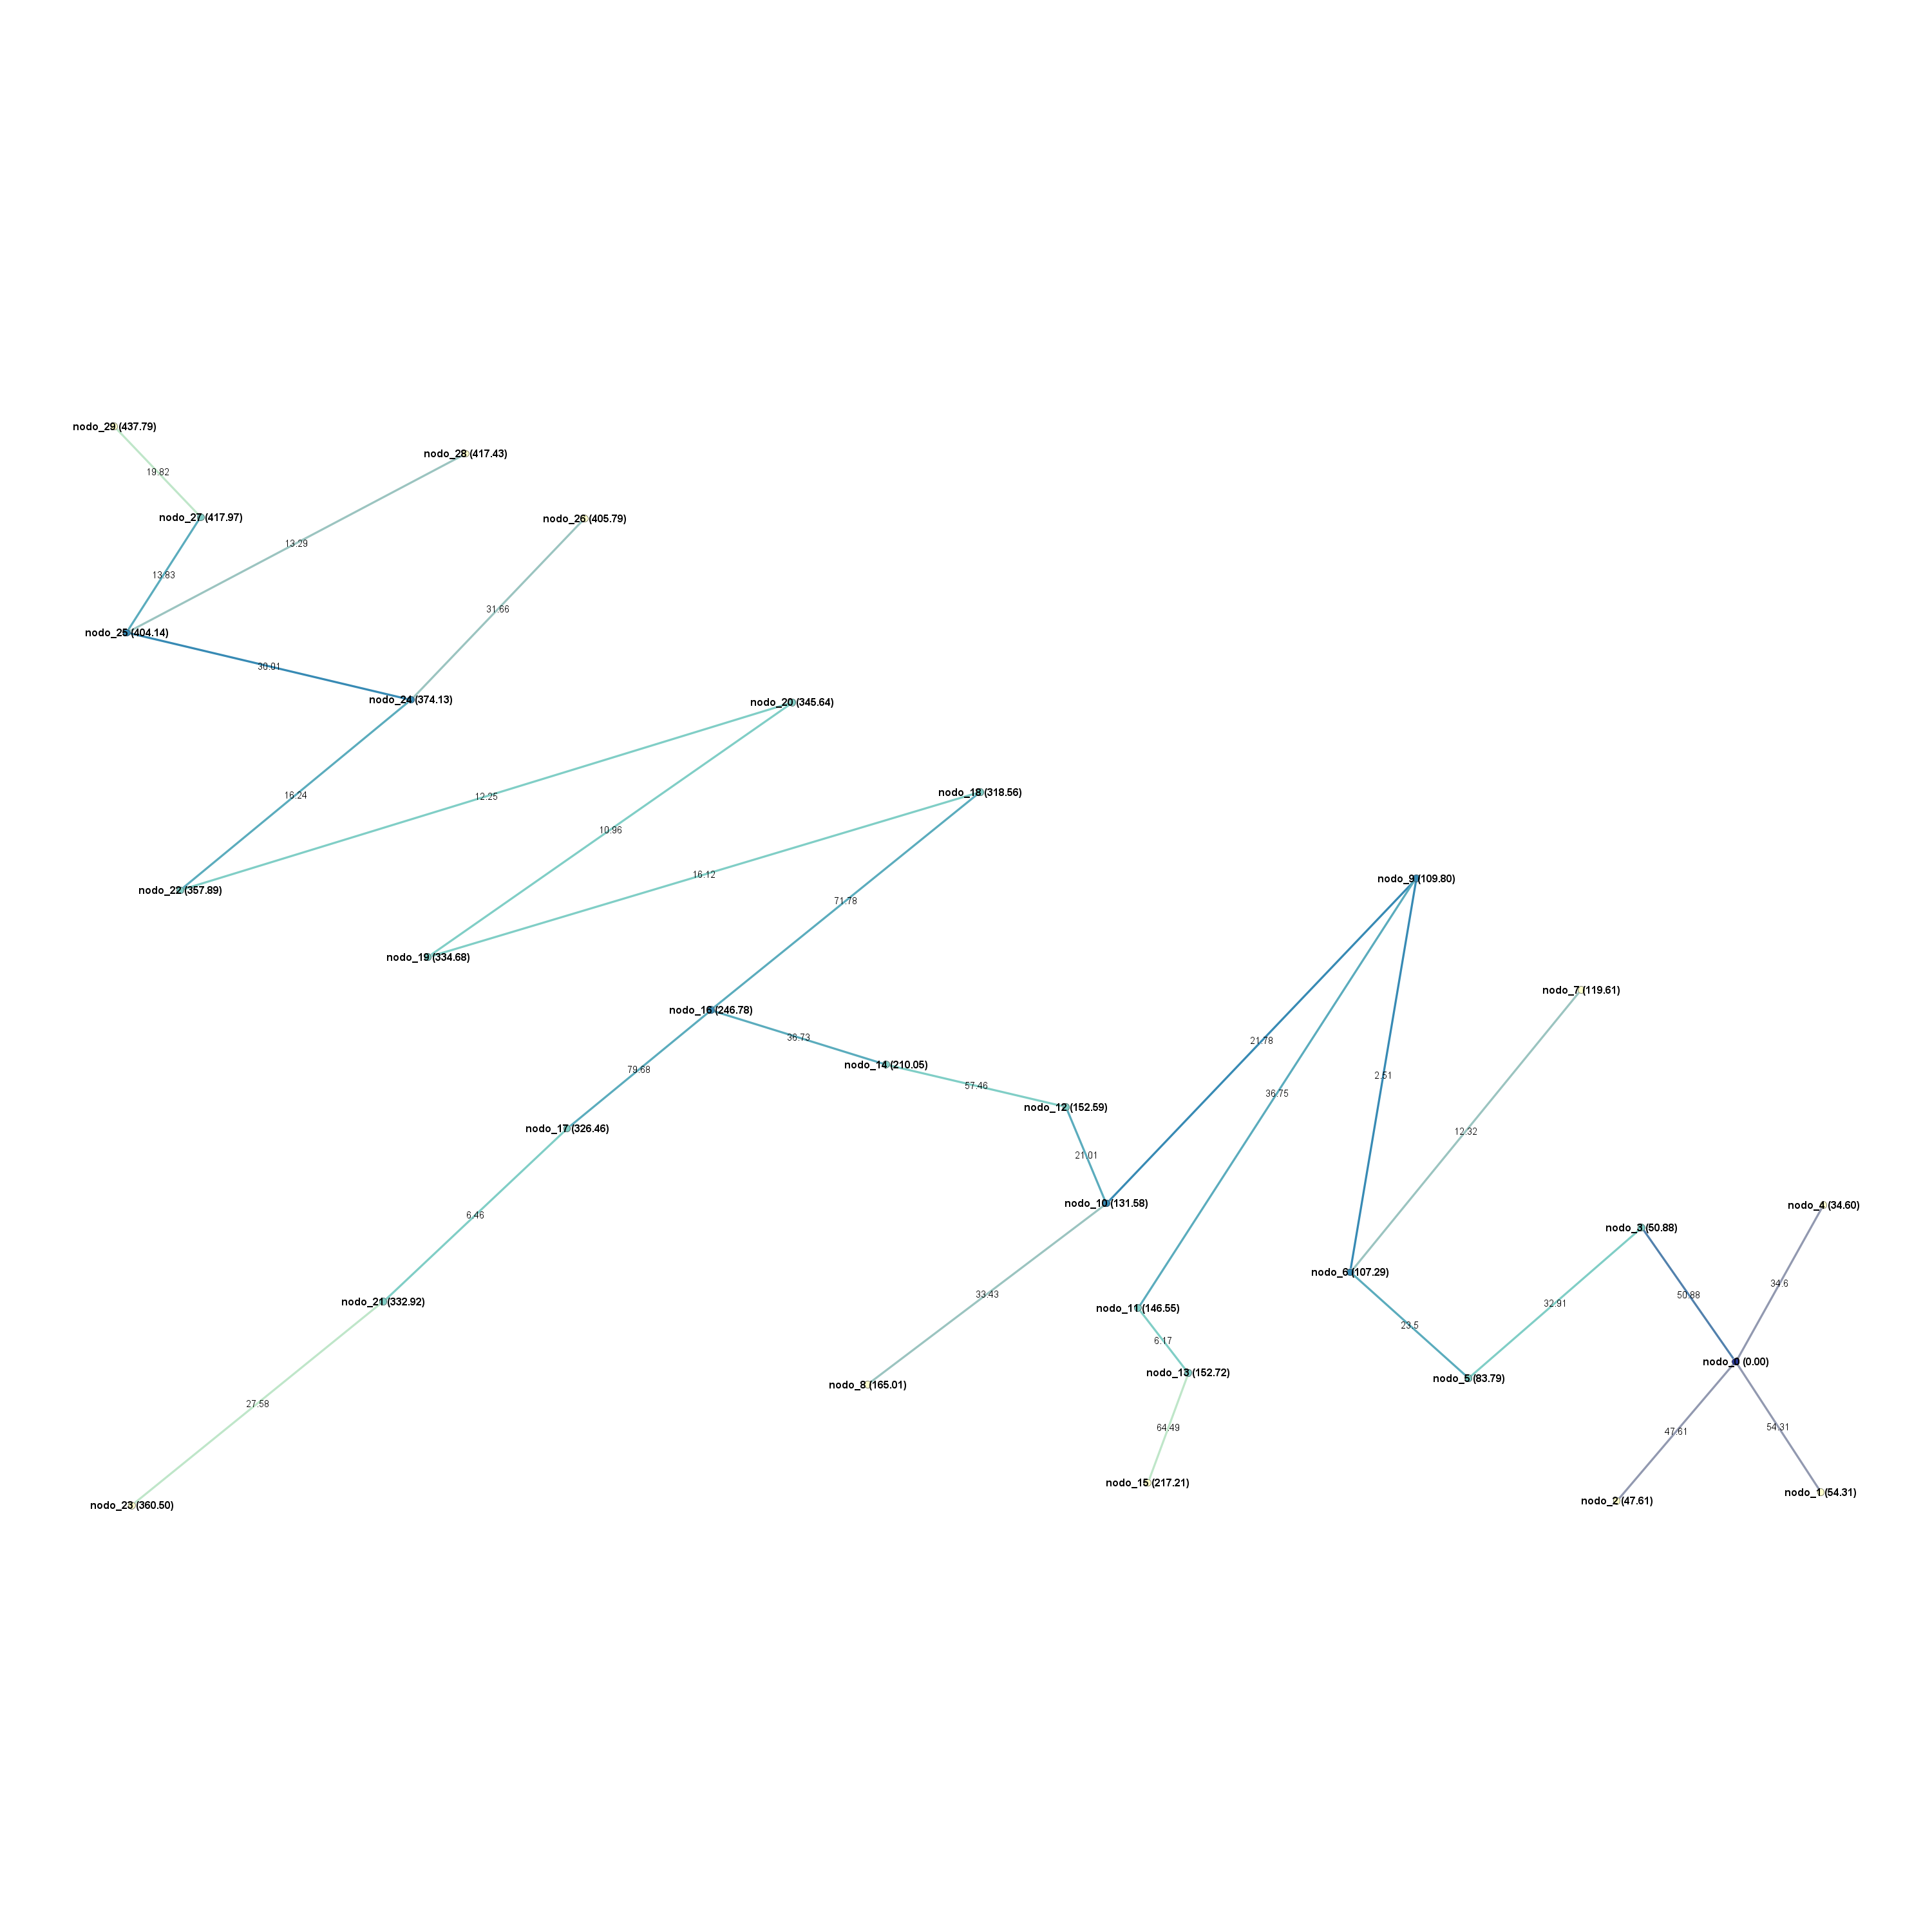 nodo_29 (437.79)
nodo_28 (417.43)
19.82
nodo_27 (417.97)
nodo_26 (405.79)
13.29
13.83
31.66
nodo_25 (404.14)
30.01
nodo_24 (374.13)
nodo_20 (345.64)
nodo_18 (318.56)
16.24
12.25
10.96
16.12
nodo_9 (109.80)
nodo_22 (357.89)
71.78
nodo_19 (334.68)
nodo_7 (119.61)
nodo_16 (246.78)
36.73
21.78
nodo_14 (210.05)
79.68
2.51
57.46
36.75
nodo_12 (152.59)
nodo_17 (326.46)
12.32
21.01
nodo_10 (131.58)
nodo_4 (34.60)
6.46
nodo_3 (50.88)
nodo_6 (107.29)
34.6
33.43
50.88
nodo_21 (332.92)
32.91
nodo_11 (146.55)
23.5
6.17
nodo_0 (0.00)
nodo_13 (152.72)
nodo_5 (83.79)
nodo_8 (165.01)
27.58
64.49
54.31
47.61
nodo_15 (217.21)
nodo_1 (54.31)
nodo_2 (47.61)
nodo_23 (360.50)